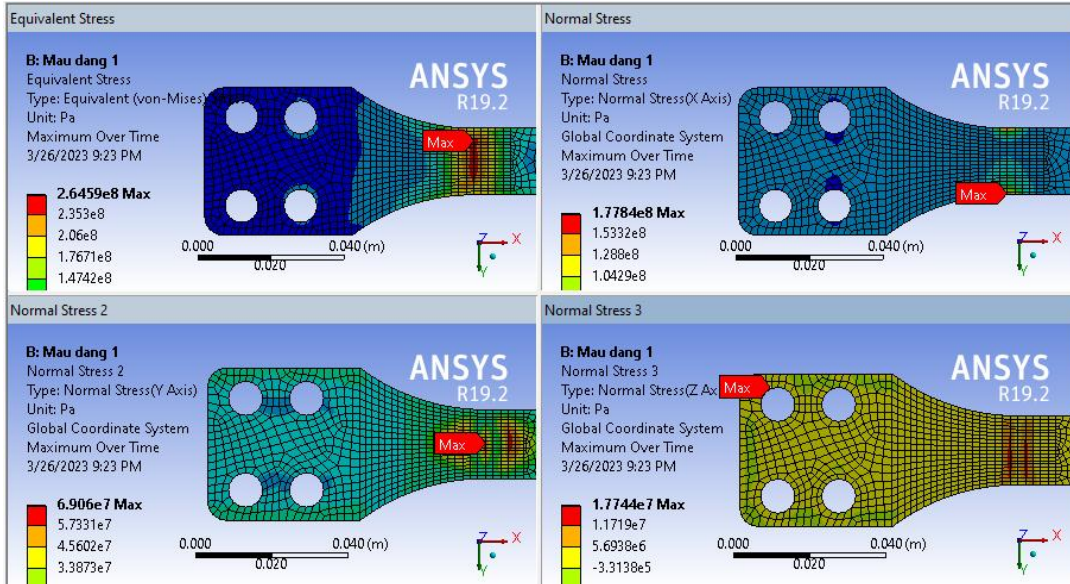 Equivalent Stress
B: Mau dang 1
Equivalent Stress
Type: Equivalent (von-Mises)
Unit: Pa
Maximum Over Time
3/26/2023 9:23 PM
ANSYS
R19.2
Max
2.6459e8 Max
2.353e8
2.06e8
1.7671e8
1.4742e8
0.000
0.040 (m)
0.020
Z
X
Y
Normal Stress
B: Mau dang 1
Normal Stress
Type: Normal Stress(X Axis)
Unit: Pa
Global Coordinate System
Maximum Over Time
3/26/2023 9:23 PM
ANSYS
R19.2
Max
1.7784e8 Max
1.5332e8
1.288e8
1.0429e8
0.000
0.040 (m)
0.020
Z
X
Y
Normal Stress 2
B: Mau dang 1
Normal Stress 2
Type: Normal Stress(Y Axis)
Unit: Pa
Global Coordinate System
Maximum Over Time
3/26/2023 9:23 PM
ANSYS
R19.2
Max
6.906e7 Max
5.7331e7
4.5602e7
3.3873e7
0.000
0.040 (m)
0.020
Z
X
Y
Normal Stress 3
B: Mau dang 1
Normal Stress 3
Type: Normal Stress(Z Ax
Unit: Pa
Global Coordinate System
Maximum Over Time
3/26/2023 9:23 PM
ANSYS
R19.2
Max
1.7744e7 Max
1.1719e7
5.6938e6
-3.3138e5
0.000
0.040 (m)
0.020
Z
X
Y